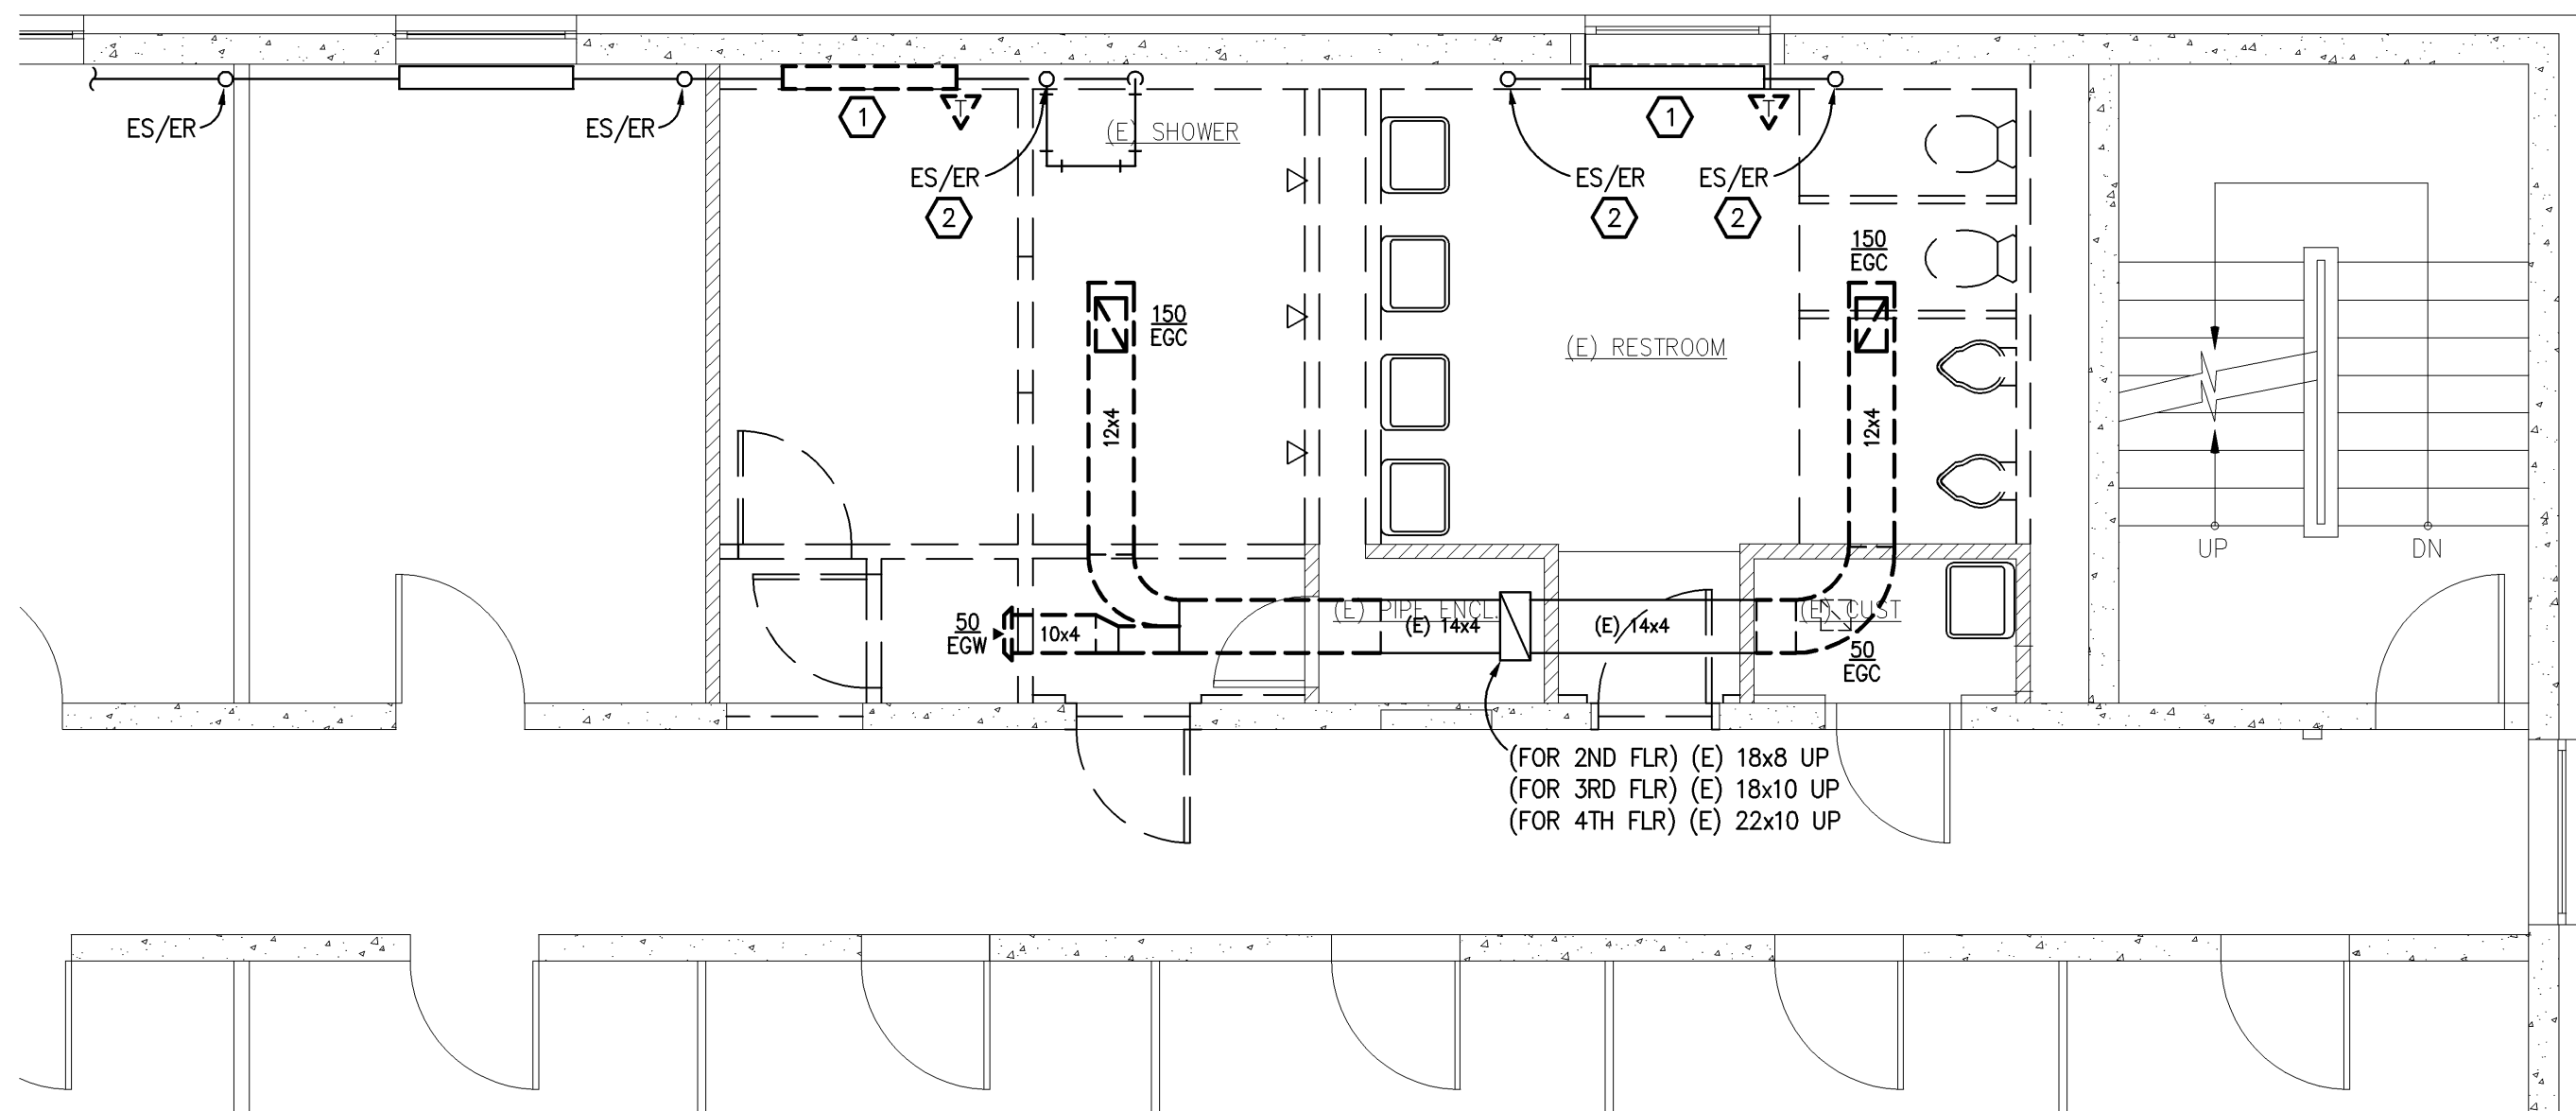 ES/ER
ES/ER
1
T
(E) SHOWER
1
T
ES/ER
2
ES/ER
2
ES/ER
2
150
EGC
150
EGC
(E) RESTROOM
12x4
12x4
UP
DN
50
EGW
10x4
(E) PIPE ENCL.
(E) 14x4
(E) 14x4
(E) CUST
50
EGC
(FOR 2ND FLR) (E) 18x8 UP
(FOR 3RD FLR) (E) 18x10 UP
(FOR 4TH FLR) (E) 22x10 UP